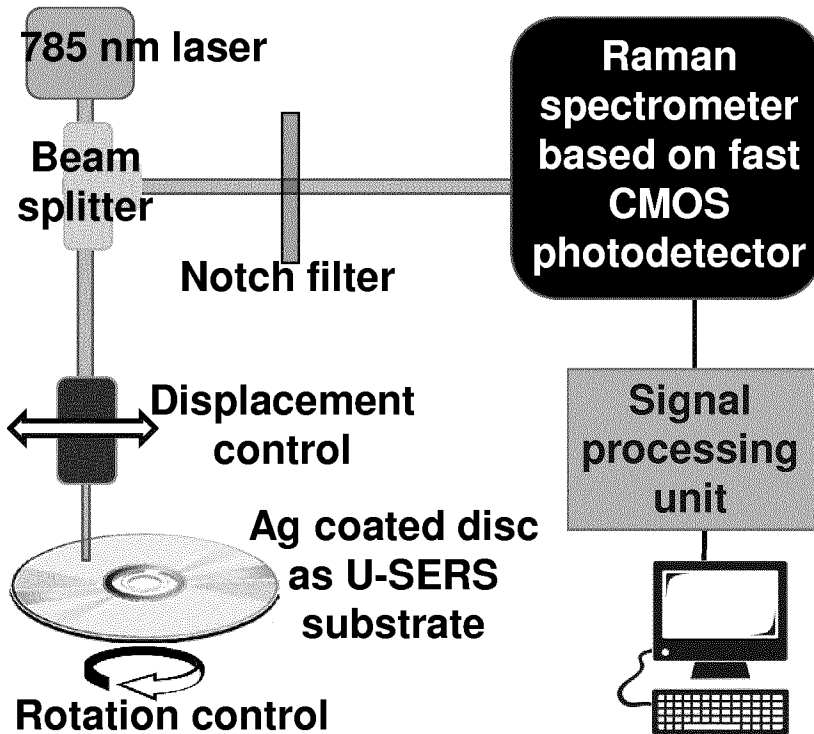 785 nm laser
Beam
splitter
Notch filter
Raman
spectrometer
based on fast
CMOS
photodetector
Displacement
control
Signal
processing
unit
Ag coated disc
as U-SERS
substrate
Rotation control